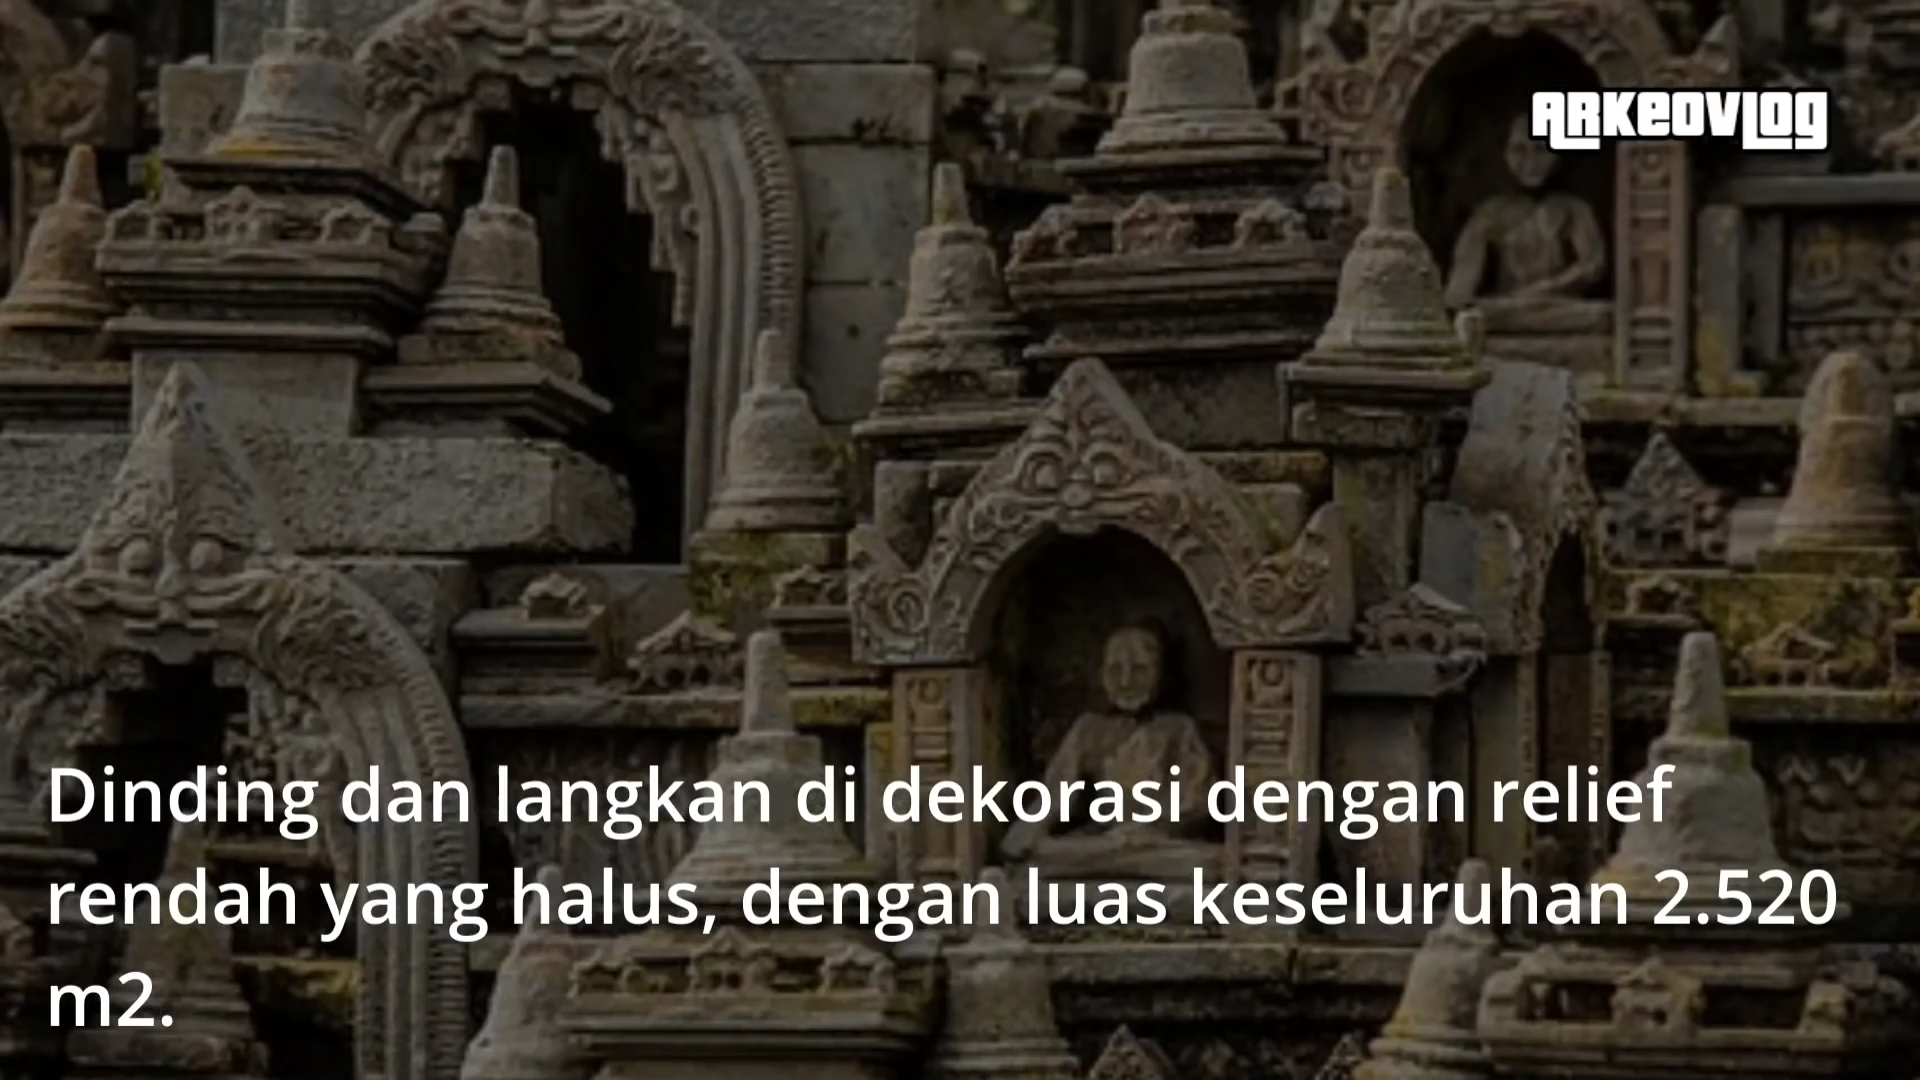 ARKEOVLOG
Dinding dan langkan di dekorasi dengan relief
rendah yang halus, dengan luas keseluruhan 2.520
m2.